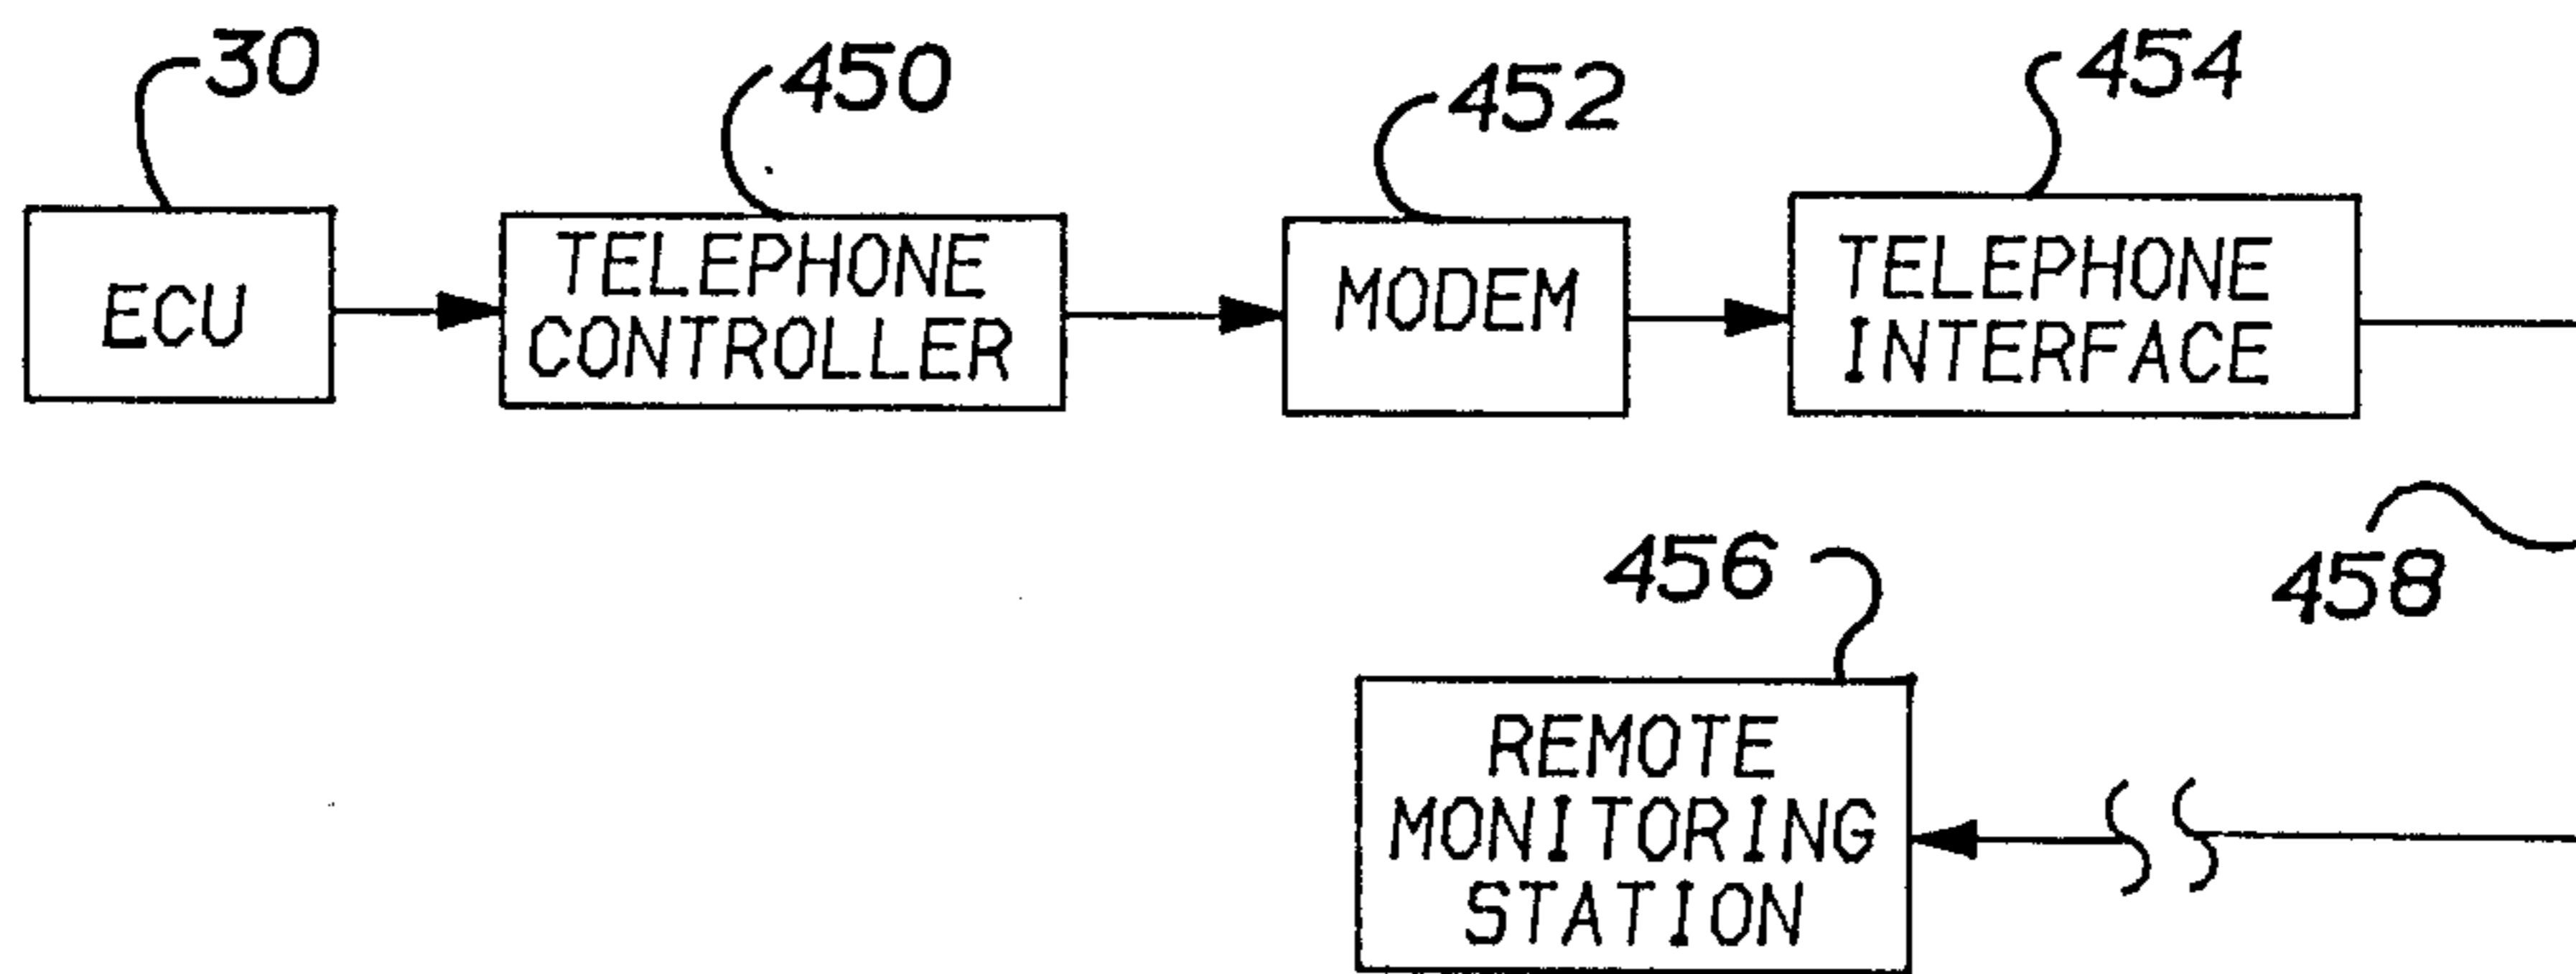 30
450
452
454
ECU
TELEPHONE
CONTROLLER
MODEM
TELEPHONE
INTERFACE
456
458
REMOTE
MONITORING
STATION